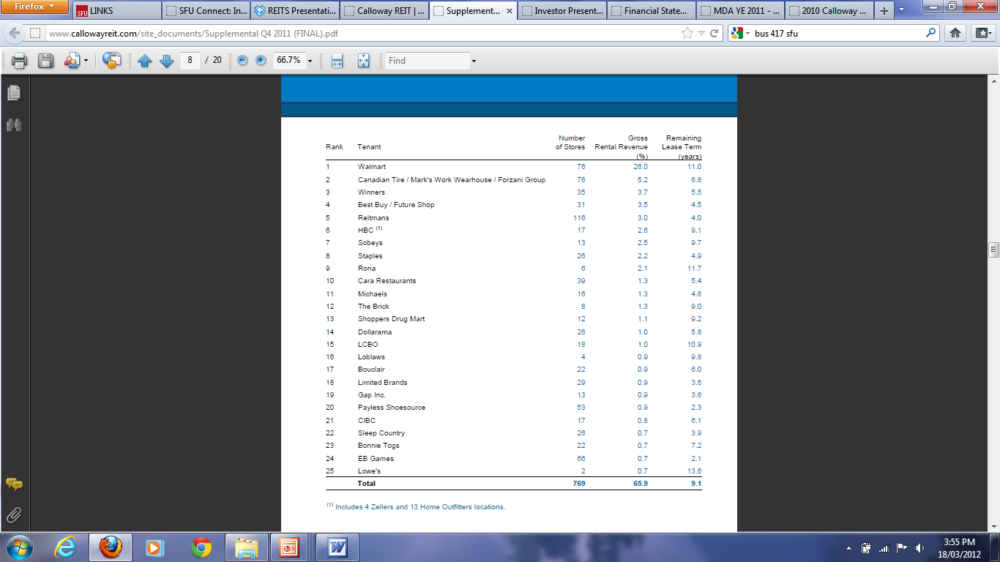 Firefox
SFU LINKS
SFU Connect: In...
REITS Presentati...
Calloway REIT | ...
Supplement...
Investor Present...
Financial State...
MDA YE 2011 - ...
2010 Calloway ...
www.callowayreit.com/site_documents/Supplemental Q4 2011 (FINAL).pdf
bus 417 sfu
8 / 20 66.7% Find
Number Gross Remaining
Rank Tenant of Stores Rental Revenue Lease Term
(%) (years)
1 Walmart 76 26.0 11.0
2 Canadian Tire / Mark's Work Wearhouse / Forzani Group 76 5.2 6.8
3 Winners 35 3.7 5.5
4 Best Buy / Future Shop 31 3.5 4.5
5 Reitmans 116 3.0 4.0
6 HBC (1) 17 2.6 9.1
7 Sobeys 13 2.5 9.7
8 Staples 26 2.2 4.9
9 Rona 6 2.1 11.7
10 Cara Restaurants 39 1.3 5.4
11 Michaels 16 1.3 4.6
12 The Brick 8 1.3 9.0
13 Shoppers Drug Mart 12 1.1 9.2
14 Dollarama 26 1.0 5.8
15 LCBO 18 1.0 10.9
16 Loblaws 4 0.9 9.8
17 Bouclair 22 0.9 6.0
18 Limited Brands 29 0.9 3.6
19 Gap Inc. 13 0.9 3.6
20 Payless Shoesource 53 0.9 2.3
21 CIBC 17 0.8 6.1
22 Sleep Country 26 0.7 3.9
23 Bonnie Togs 22 0.7 7.2
24 EB Games 66 0.7 2.1
25 Lowe's 2 0.7 13.6
Total 769 65.9 9.1
(1) Includes 4 Zellers and 13 Home Outfitters locations.
3:55 PM
18/03/2012